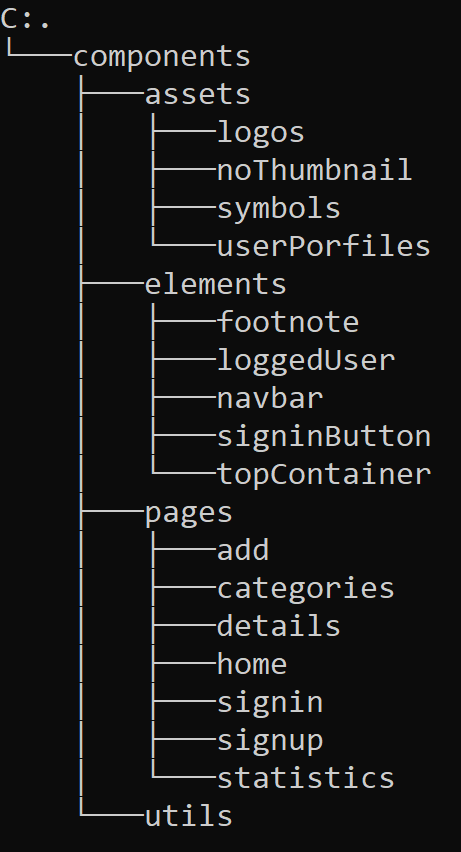 C:.
└───components
    ├───assets
    │   ├───logos
    │   ├───noThumbnail
    │   ├───symbols
    │   └───userPorfiles
    ├───elements
    │   ├───footnote
    │   ├───loggedUser
    │   ├───navbar
    │   ├───signinButton
    │   └───topContainer
    ├───pages
    │   ├───add
    │   ├───categories
    │   ├───details
    │   ├───home
    │   ├───signin
    │   ├───signup
    │   └───statistics
    └───utils